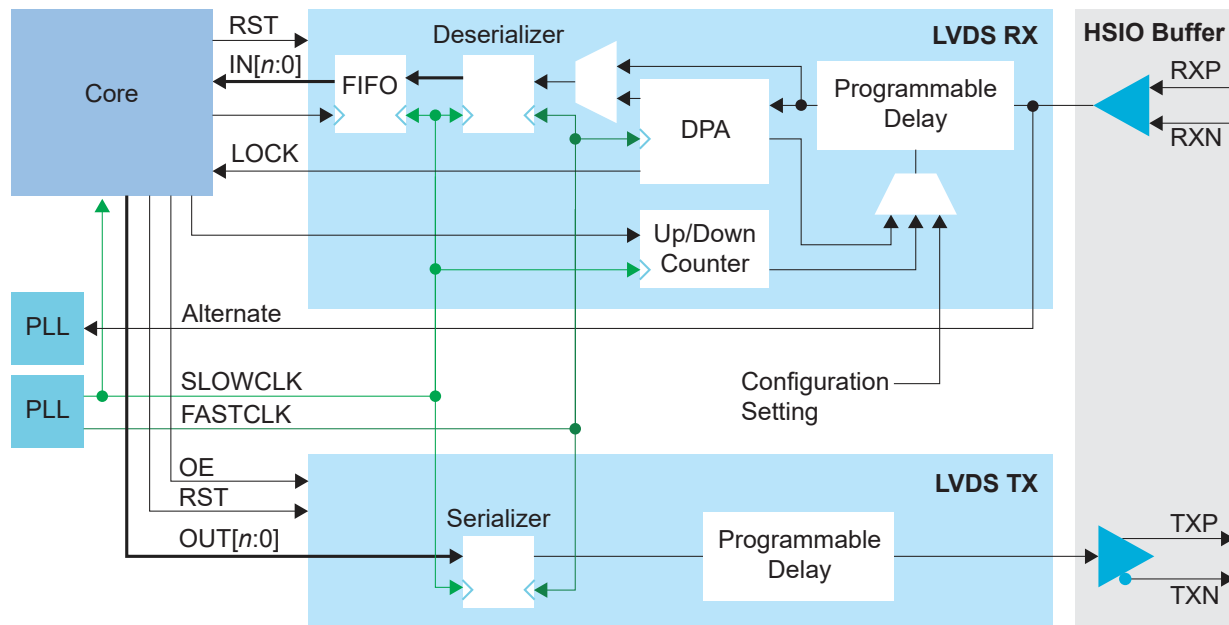 RST
Deserializer
LVDS RX
HSIO Buffer
IN[n:0]
Core
FIFO
Programmable
Delay
RXP
DPA
RXN
LOCK
Up/Down
Counter
Alternate
PLL
SLOWCLK
Configuration
Setting
PLL
FASTCLK
OE
LVDS TX
RST
Serializer
OUT[n:0]
Programmable
Delay
TXP
TXN